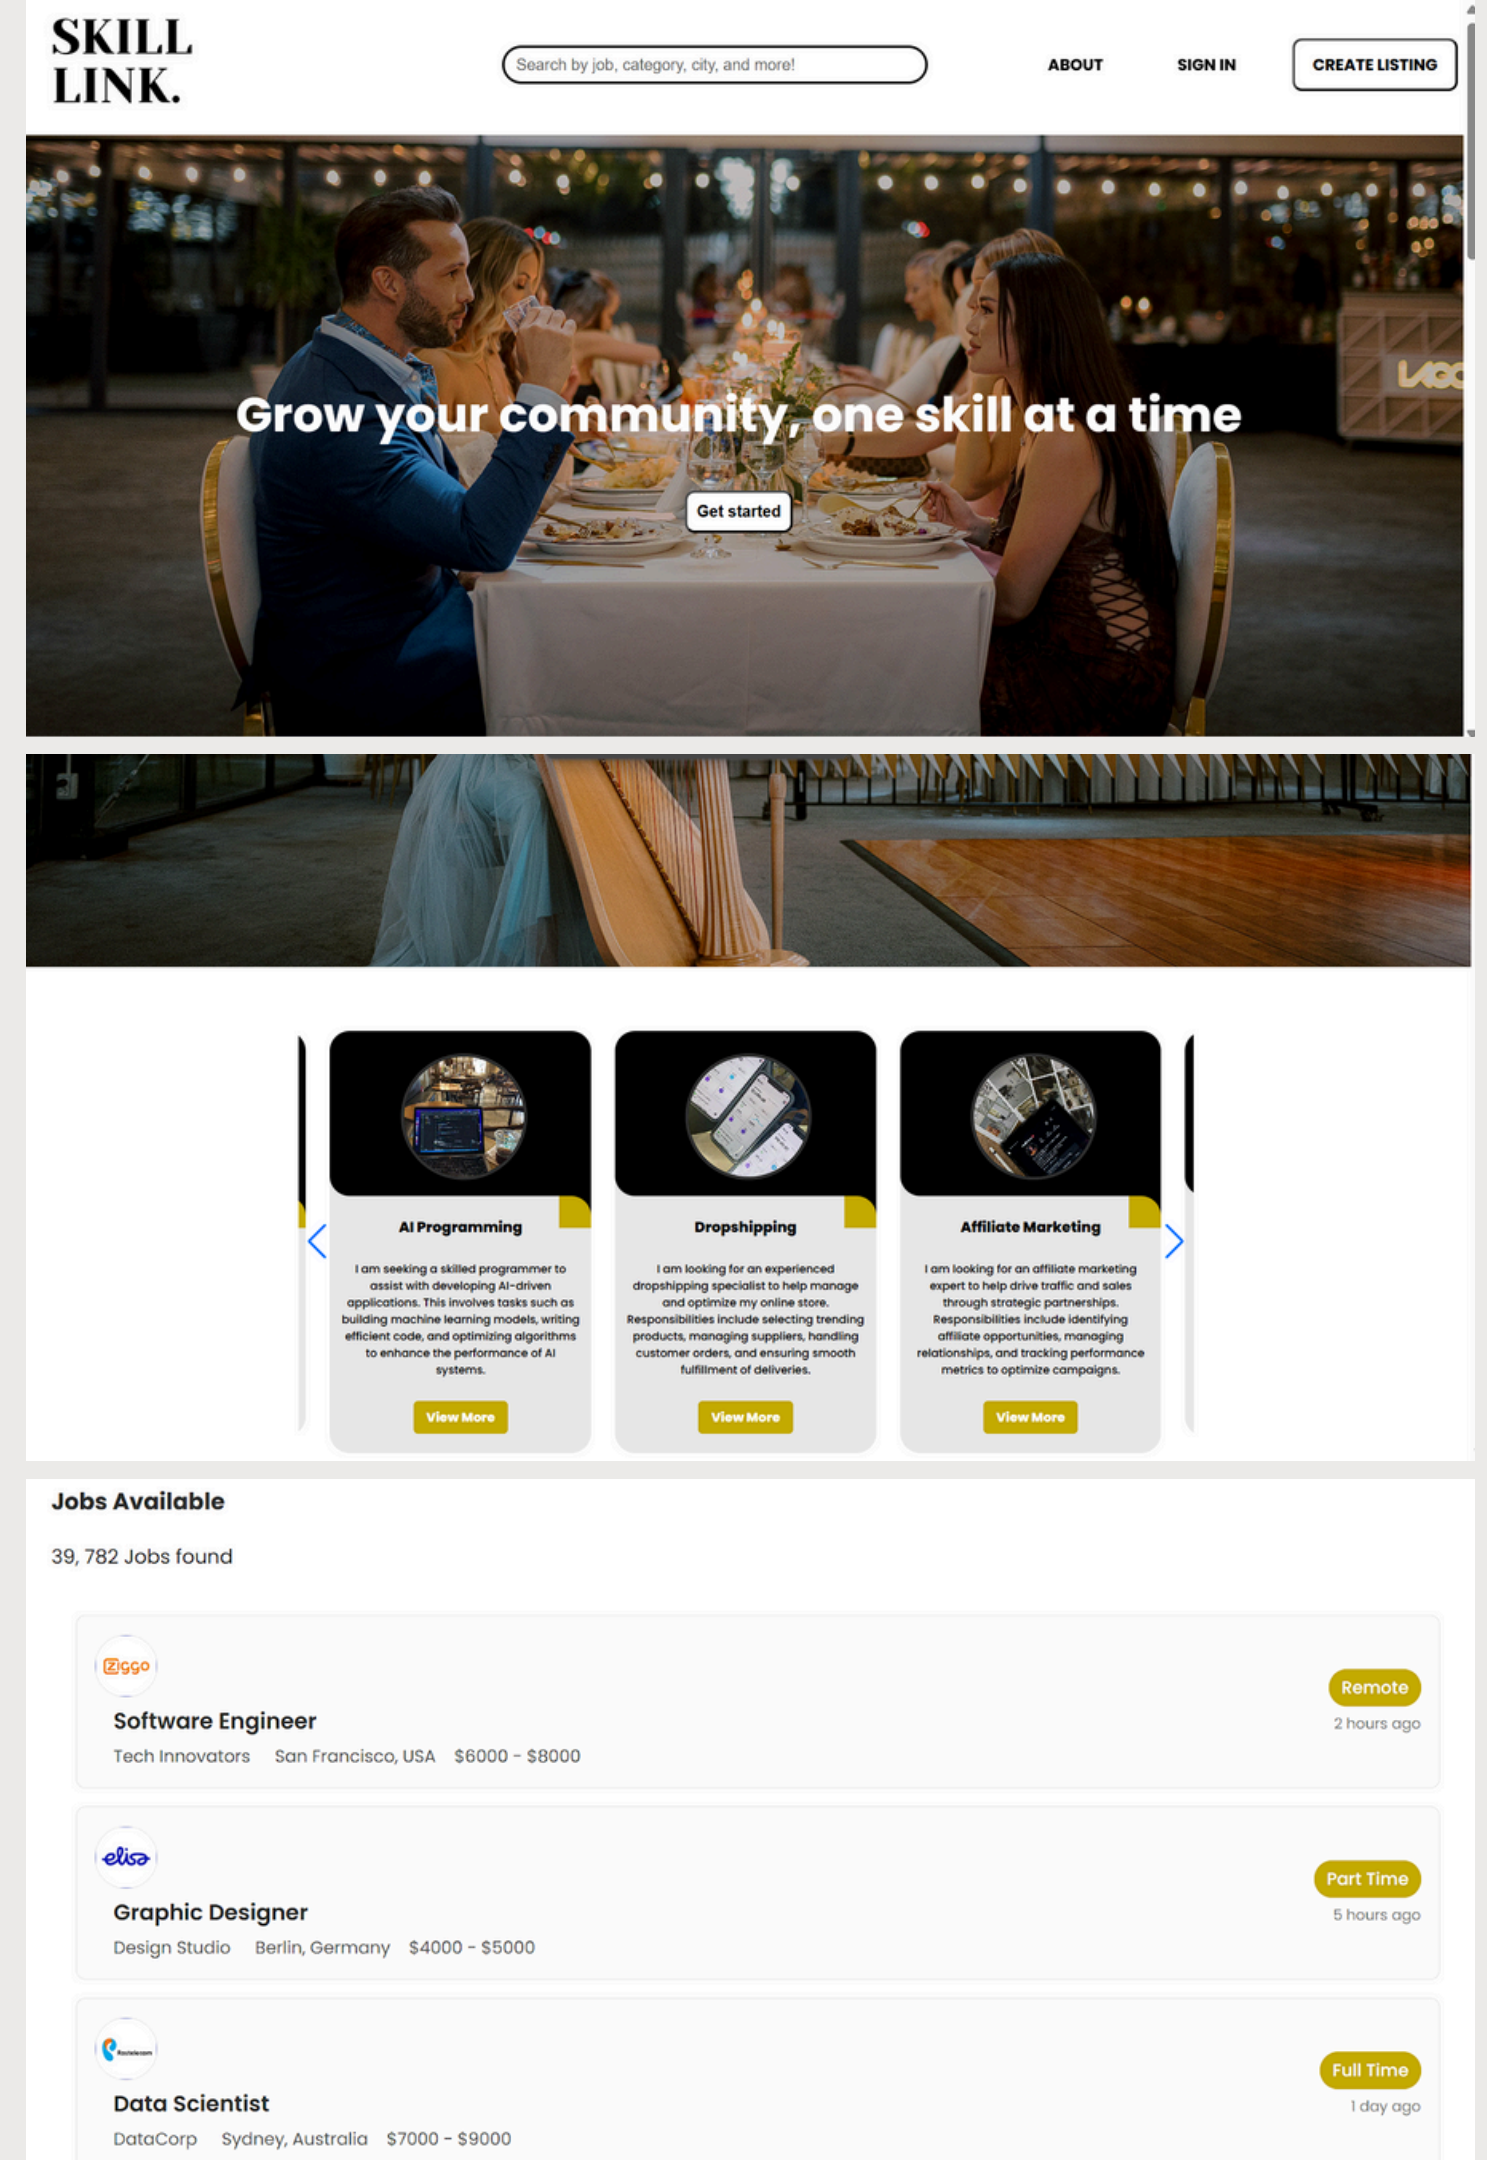 SKILL
LINK.
Search by job, category, city, and more!
ABOUT
SIGN IN
CREATE LISTING
Grow your community, one skill at a time
Get started
AI Programming
I am seeking a skilled programmer to
assist with developing AI-driven
applications. This involves tasks such as
building machine learning models, writing
efficient code, and optimizing algorithms
to enhance the performance of AI
systems.
View More
Dropshipping
I am looking for an experienced
dropshipping specialist to help manage
and optimize my online store.
Responsibilities include selecting trending
products, managing suppliers, handling
customer orders, and ensuring smooth
fulfillment of deliveries.
View More
Affiliate Marketing
I am looking for an affiliate marketing
expert to help drive traffic and sales
through strategic partnerships.
Responsibilities include identifying
affiliate opportunities, managing
relationships, and tracking performance
metrics to optimize campaigns.
View More
Jobs Available
39, 782 Jobs found
Ziggo
Software Engineer
Tech Innovators San Francisco, USA $6000 - $8000
Remote
2 hours ago
elisa
Graphic Designer
Design Studio Berlin, Germany $4000 - $5000
Part Time
5 hours ago
Rostelecom
Data Scientist
DataCorp Sydney, Australia $7000 - $9000
Full Time
1 day ago